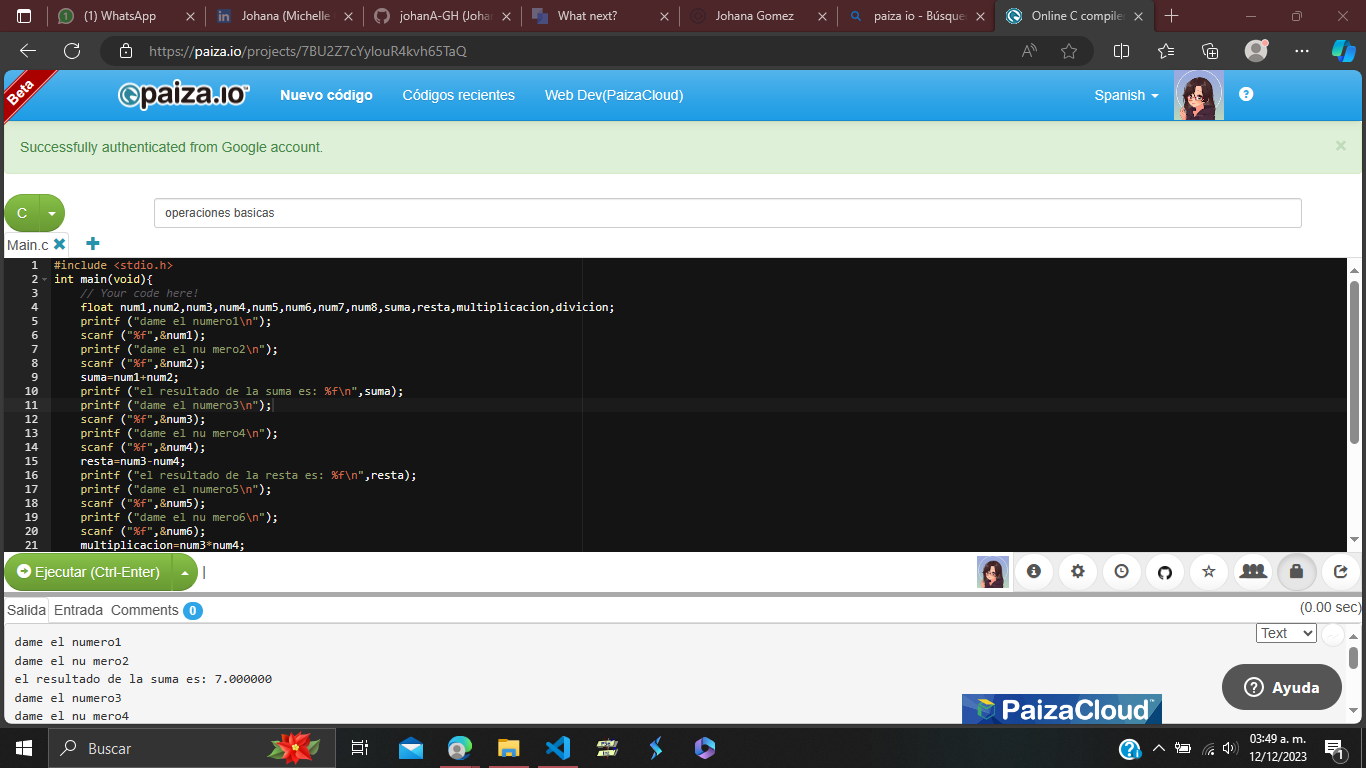 (1) WhatsApp
Johana (Michelle
johanA-GH (Joha
What next?
Johana Gomez
paiza io - Búsque
Online C compile
https://paiza.io/projects/7BU2Z7cYylouR4kvh65TaQ
Beta
paiza.io
Nuevo código
Códigos recientes
Web Dev(PaizaCloud)
Spanish
Successfully authenticated from Google account.
C
operaciones basicas
Main.c
1 #include <stdio.h>
2 int main(void){
3 // Your code here!
4 float num1,num2,num3,num4,num5,num6,num7,num8,suma,resta,multiplicacion,divicion;
5 printf ("dame el numero1\n");
6 scanf ("%f",&num1);
7 printf ("dame el nu mero2\n");
8 scanf ("%f",&num2);
9 suma=num1+num2;
10 printf ("el resultado de la suma es: %f\n",suma);
11 printf ("dame el numero3\n");
12 scanf ("%f",&num3);
13 printf ("dame el nu mero4\n");
14 scanf ("%f",&num4);
15 resta=num3-num4;
16 printf ("el resultado de la resta es: %f\n",resta);
17 printf ("dame el numero5\n");
18 scanf ("%f",&num5);
19 printf ("dame el nu mero6\n");
20 scanf ("%f",&num6);
21 multiplicacion=num3*num4;
Ejecutar (Ctrl-Enter)
Salida Entrada Comments 0
(0.00 sec)
Text
dame el numero1
dame el nu mero2
el resultado de la suma es: 7.000000
dame el numero3
dame el nu mero4
PaizaCloud
Ayuda
Buscar
03:49 a. m.
12/12/2023
1